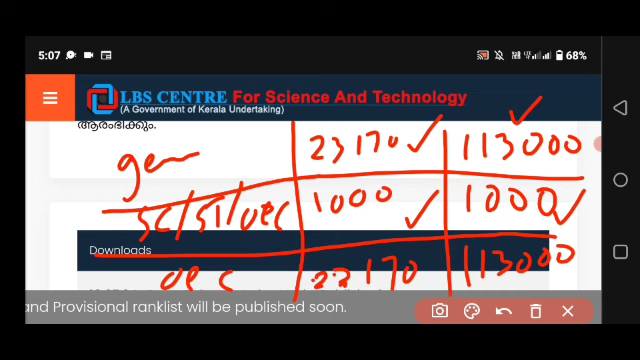 5:07 68%
LBS CENTRE For Science And Technology
(A Government of Kerala Undertaking)
ആരംഭിക്കും.
gen 23170 113000
SC/ST/OEC 1000 1000
Downloads
oec 23170 113000
and Provisional ranklist will be published soon.